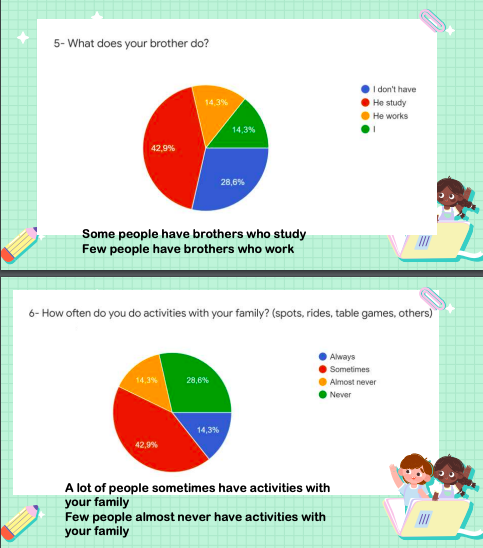 5- What does your brother do?
I don't have
He study
He works
I
14,3%
14,3%
42,9%
28,6%
Some people have brothers who study
Few people have brothers who work
6- How often do you do activities with your family? (spots, rides, table games, others)
Always
Sometimes
Almost never
Never
14,3%
28,6%
14,3%
42,9%
A lot of people sometimes have activities with
your family
Few people almost never have activities with
your family